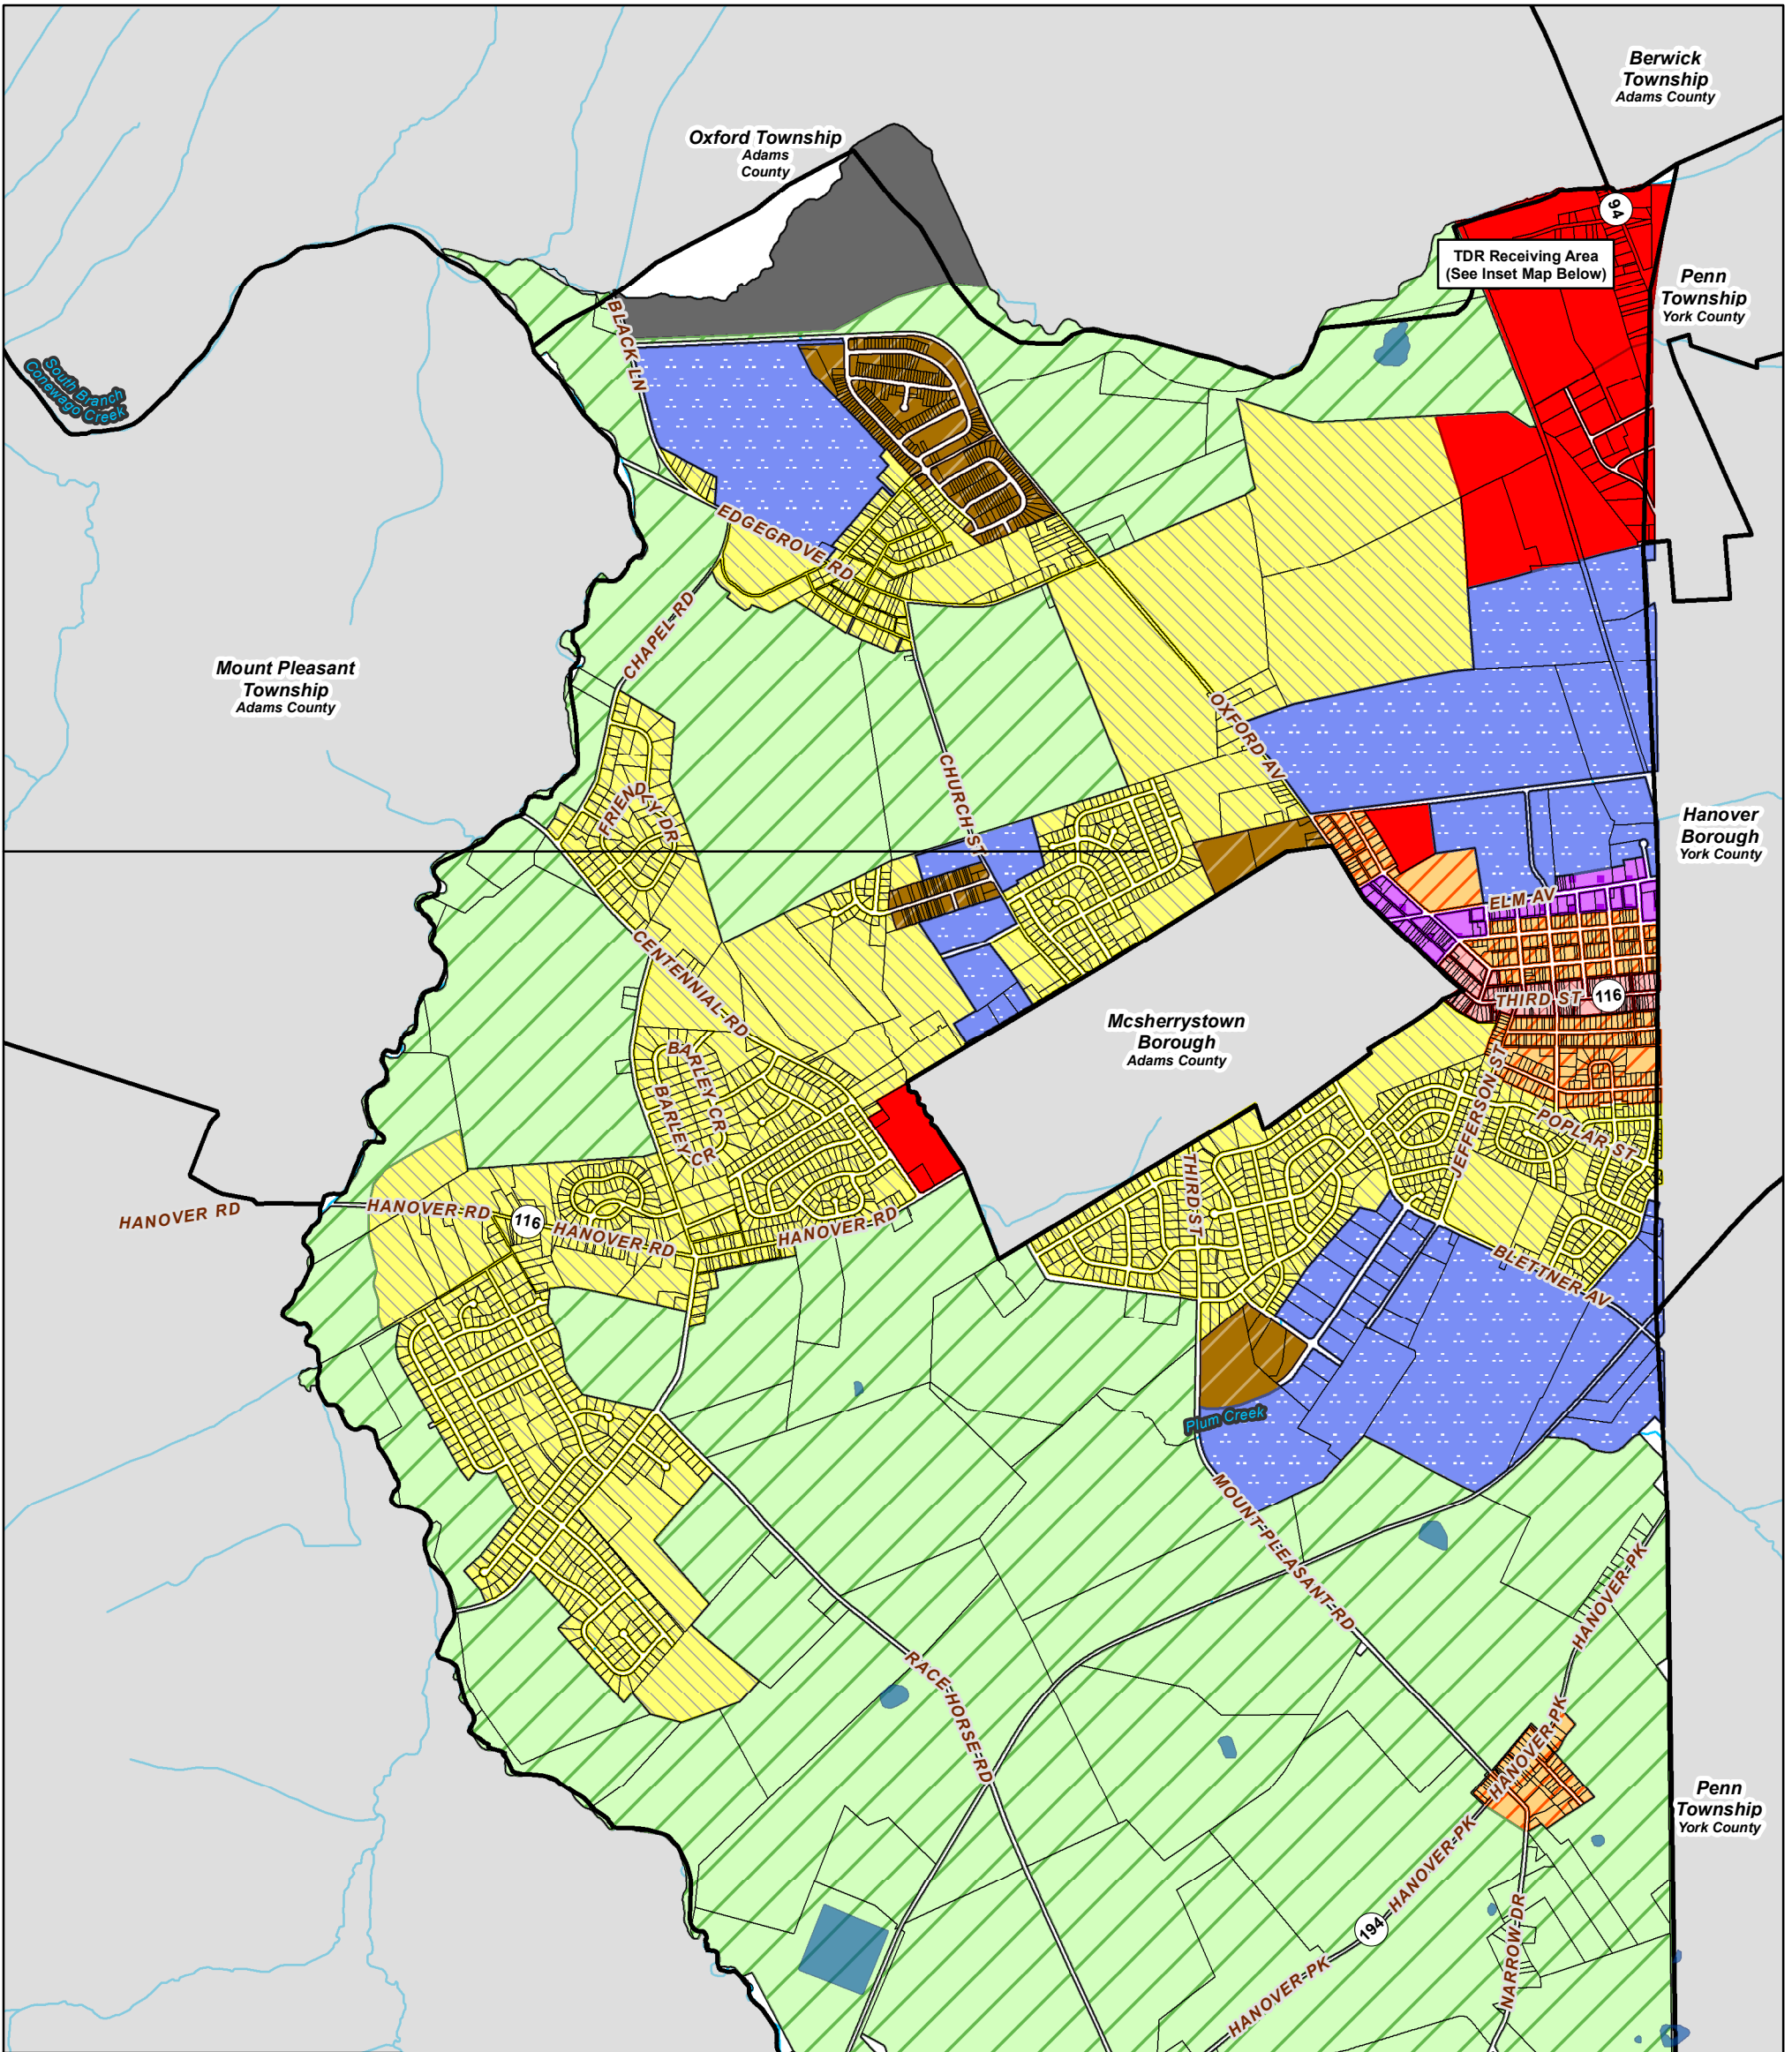 Berwick
Township
Adams County
Oxford Township
Adams
County
94
TDR Receiving Area
(See Inset Map Below)
Penn
Township
York County
BLACK LN
South Branch
Conewago Creek
EDGEGROVE RD
CHAPEL RD
Mount Pleasant
Township
Adams County
OXFORD AV
CHURCH ST
FRIENDLY DR
Hanover
Borough
York County
ELM AV
CENTENNIAL RD
THIRD ST
116
Mcsherrystown
Borough
Adams County
BARLEY CR
BARLEY CR
JEFFERSON ST
POPLAR ST
THIRD ST
HANOVER RD
HANOVER RD
116
HANOVER RD
HANOVER RD
BLETTNER AV
Plum Creek
MOUNT PLEASANT RD
HANOVER PK
RACE HORSE RD
HANOVER PK
Penn
Township
York County
HANOVER PK
194
NARROW DR
HANOVER PK